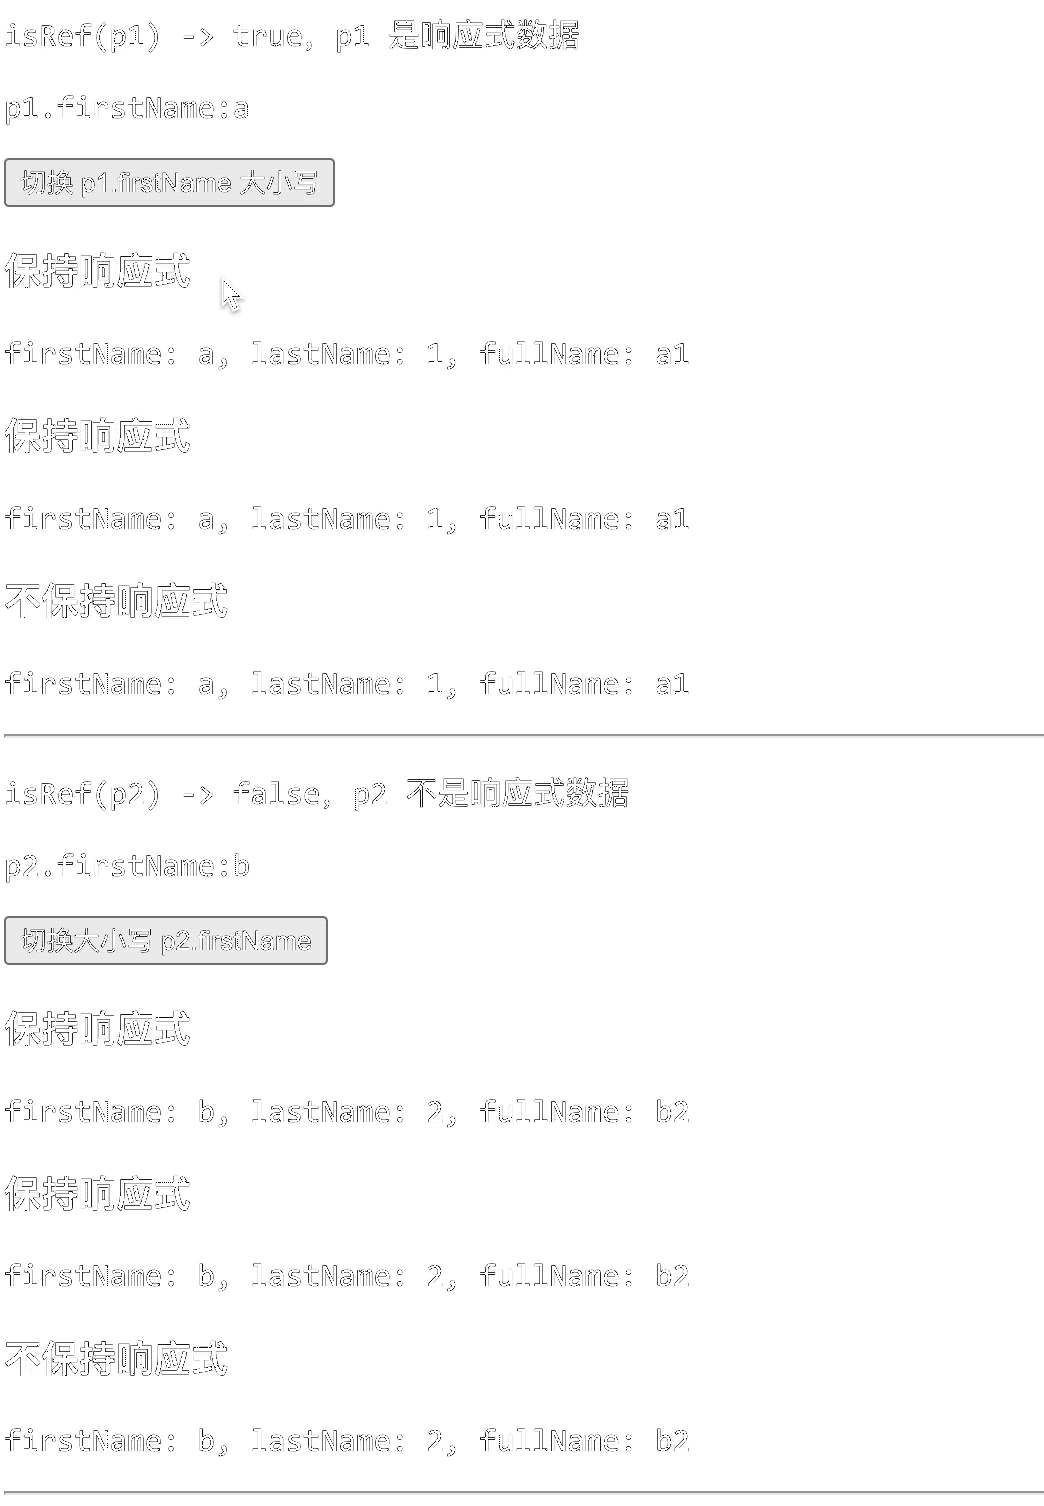 isRef(p1) -> true, p1 是响应式数据
p1.firstName:a
切换 p1.firstName 大小写
保持响应式
firstName: a, lastName: 1, fullName: a1
保持响应式
firstName: a, lastName: 1, fullName: a1
不保持响应式
firstName: a, lastName: 1, fullName: a1
isRef(p2) -> false, p2 不是响应式数据
p2.firstName:b
切换大小写 p2.firstName
保持响应式
firstName: b, lastName: 2, fullName: b2
保持响应式
firstName: b, lastName: 2, fullName: b2
不保持响应式
firstName: b, lastName: 2, fullName: b2